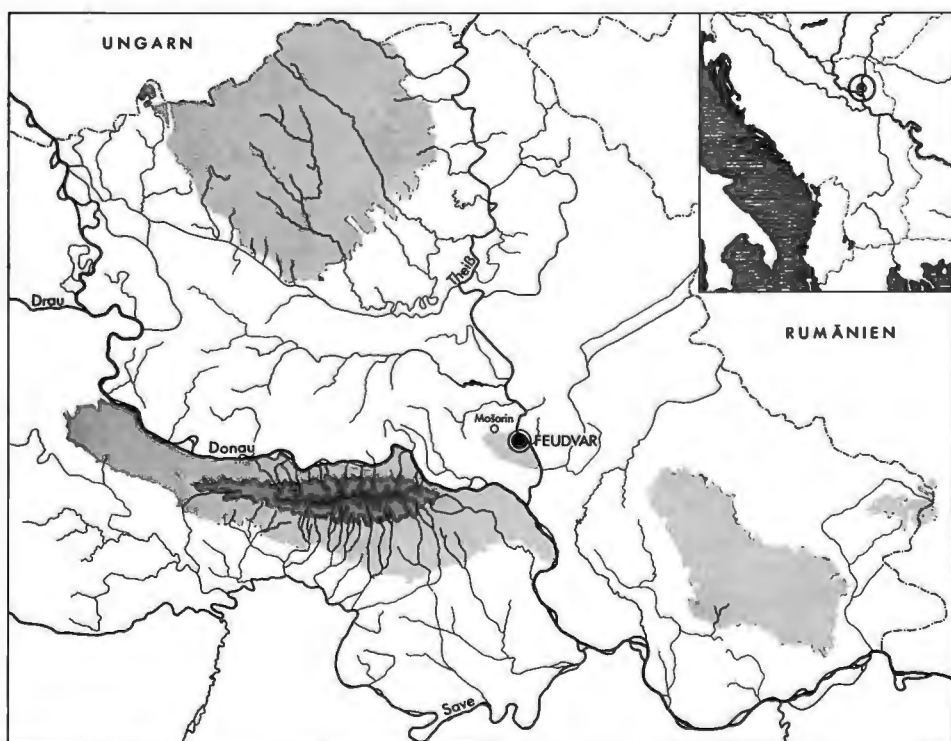 UNGARN
Theiß
Drau
RUMÄNIEN
Mošorin
FEUDVAR
Donau
Save